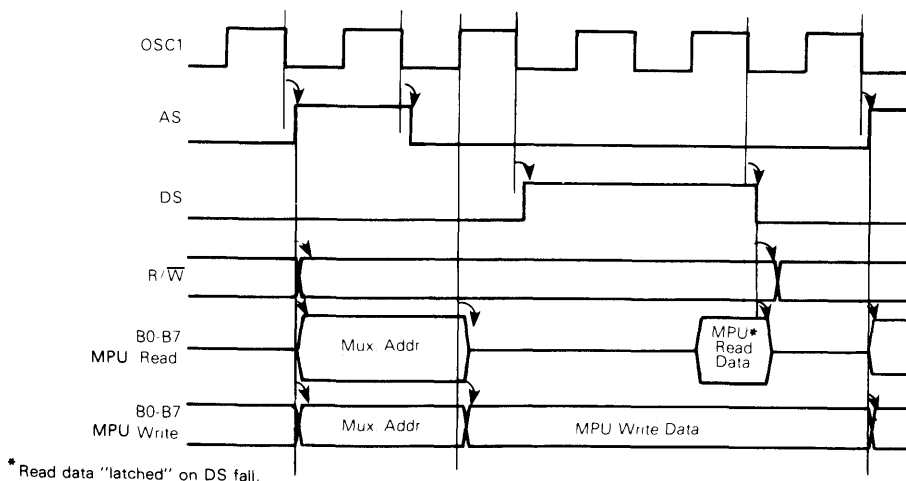 OSC1
AS
DS
R/W̅
B0-B7
MPU Read
Mux Addr
MPU*
Read
Data
B0-B7
MPU Write
Mux Addr
MPU Write Data
*Read data "latched" on DS fall.